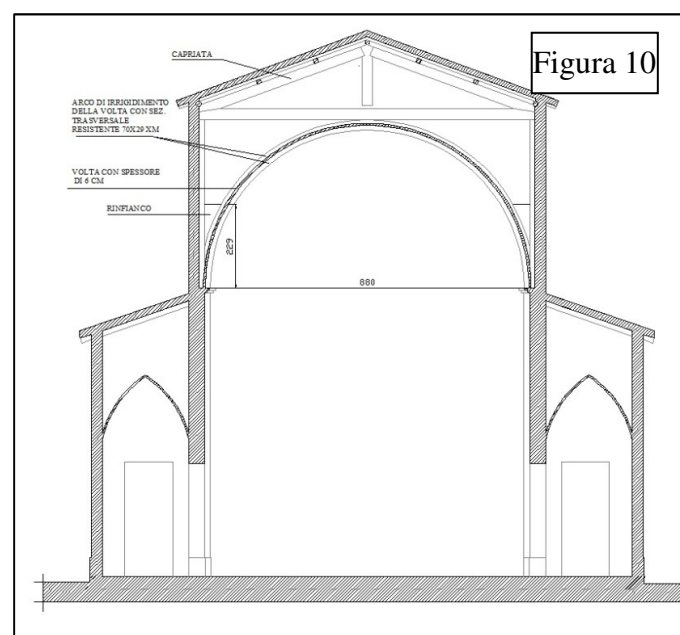 Figura 10
CAPRIATA
ARCO DI IRRIGIDIMENTO
DELLA VOLTA CON SEZ.
TRASVERSALE
RESISTENTE 70X29 XM
VOLTA CON SPESSORE
DI 6 CM
RINFIANCO
229
880